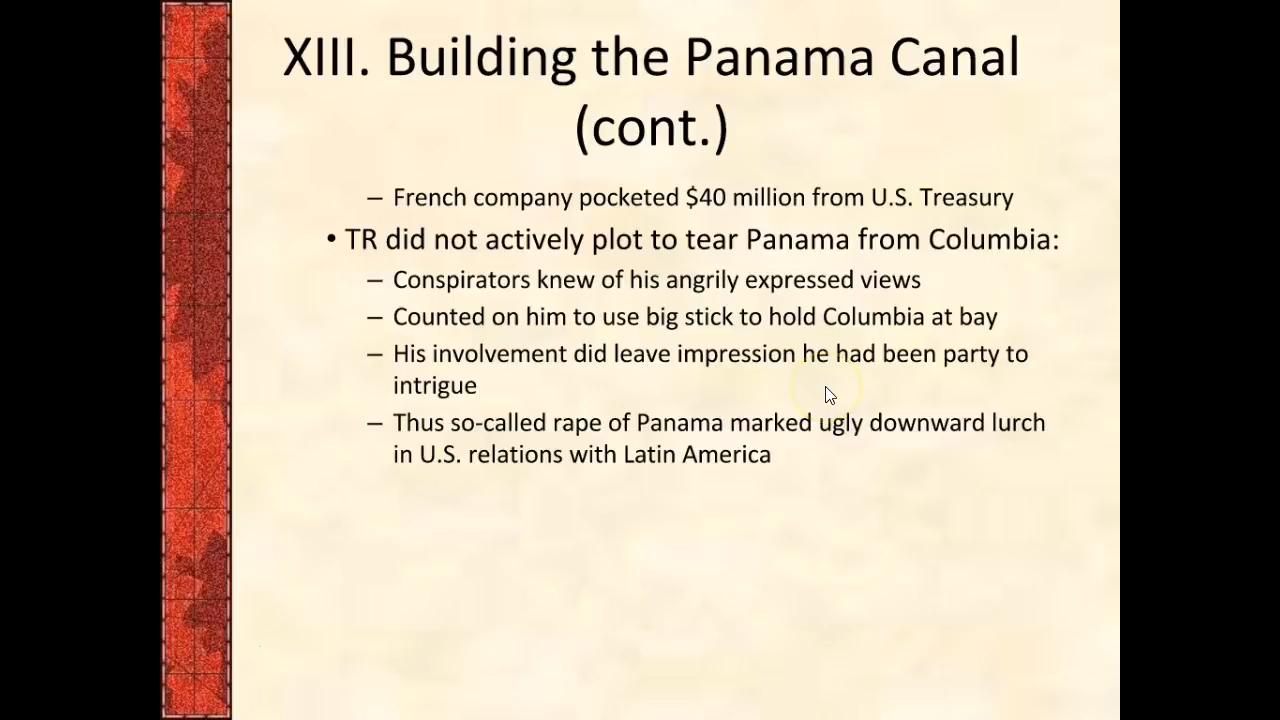 XIII. Building the Panama Canal
(cont.)
– French company pocketed $40 million from U.S. Treasury
• TR did not actively plot to tear Panama from Columbia:
– Conspirators knew of his angrily expressed views
– Counted on him to use big stick to hold Columbia at bay
– His involvement did leave impression he had been party to
intrigue
– Thus so-called rape of Panama marked ugly downward lurch
in U.S. relations with Latin America